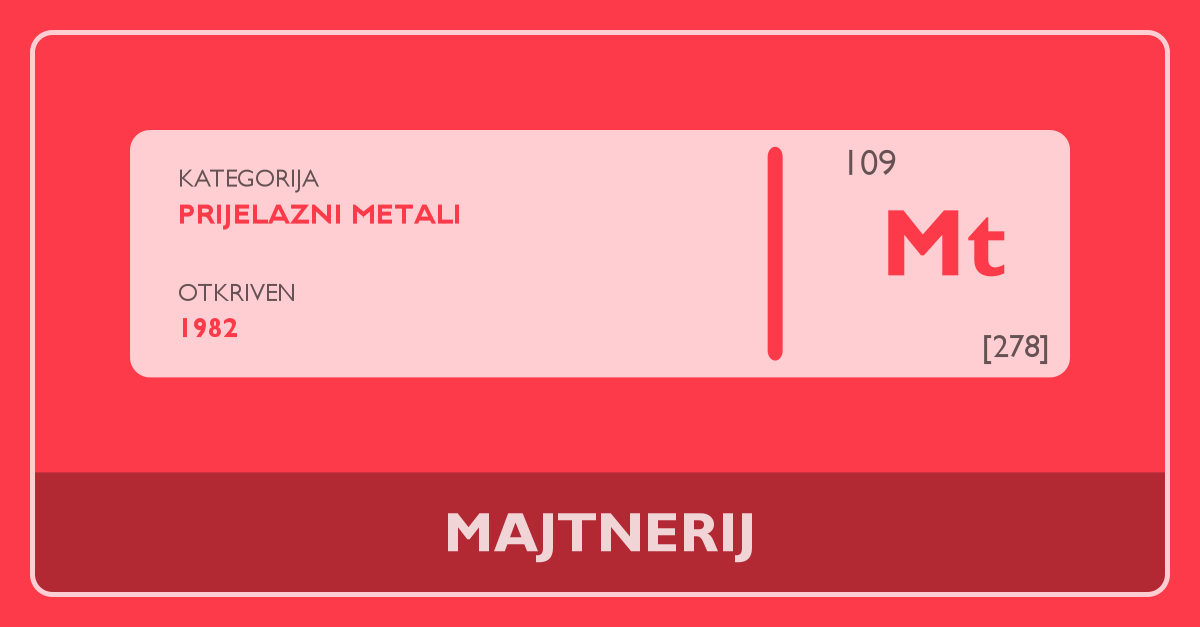 KATEGORIJA
PRIJELAZNI METALI
OTKRIVEN
1982
109
Mt
[278]
MAJTNERIJ